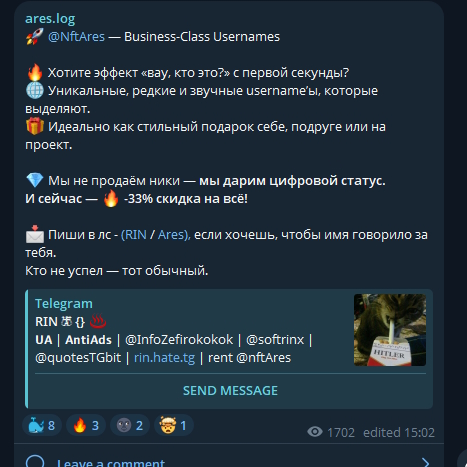 ares.log
🚀 @NftAres — Business-Class Usernames
🔥 Хотите эффект «вау, кто это?» с первой секунды?
🌐 Уникальные, редкие и звучные username'ы, которые
выделяют.
🎁 Идеально как стильный подарок себе, подруге или на
проект.
💎 Мы не продаём ники — мы дарим цифровой статус.
И сейчас — 🔥 -33% скидка на всё!
📩 Пиши в лс - (RIN / Ares), если хочешь, чтобы имя говорило за
тебя.
Кто не успел — тот обычный.
Telegram
RIN {} ♨️
UA | AntiAds | @InfoZefirokokok | @softrinx |
@quotesTGbit | rin.hate.tg | rent @nftAres
HITLER
SEND MESSAGE
🐳 8 🔥 3 🌚 2 🤯 1 1702 edited 15:02
Leave a comment